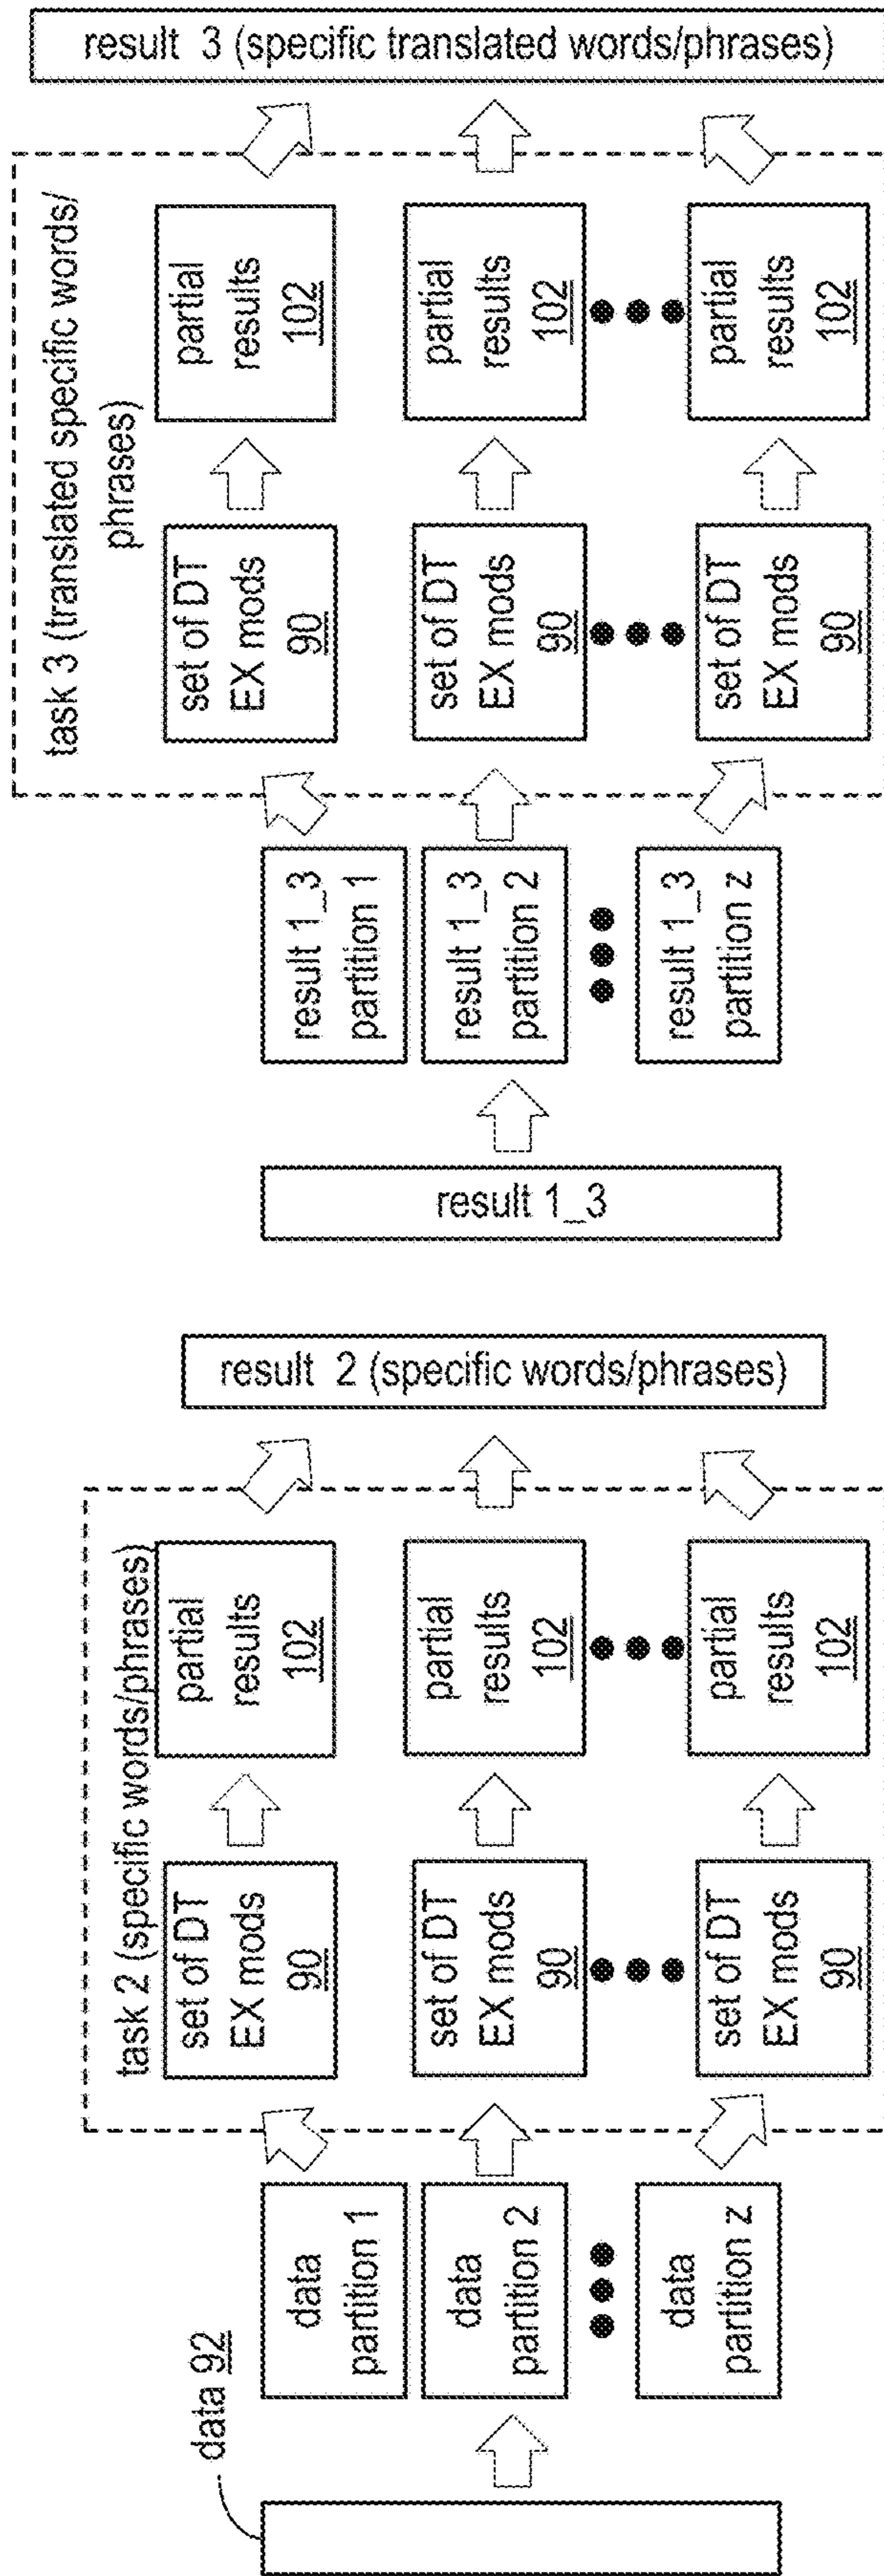 data 92
data
partition 1
data
partition 2
data
partition z
task 2 (specific words/phrases)
set of DT
EX mods
90
set of DT
EX mods
90
set of DT
EX mods
90
partial
results
102
partial
results
102
partial
results
102
result 2 (specific words/phrases)
result 1_3
result 1_3
partition 1
result 1_3
partition 2
result 1_3
partition z
task 3 (translated specific words/
phrases)
set of DT
EX mods
90
set of DT
EX mods
90
set of DT
EX mods
90
partial
results
102
partial
results
102
partial
results
102
result 3 (specific translated words/phrases)